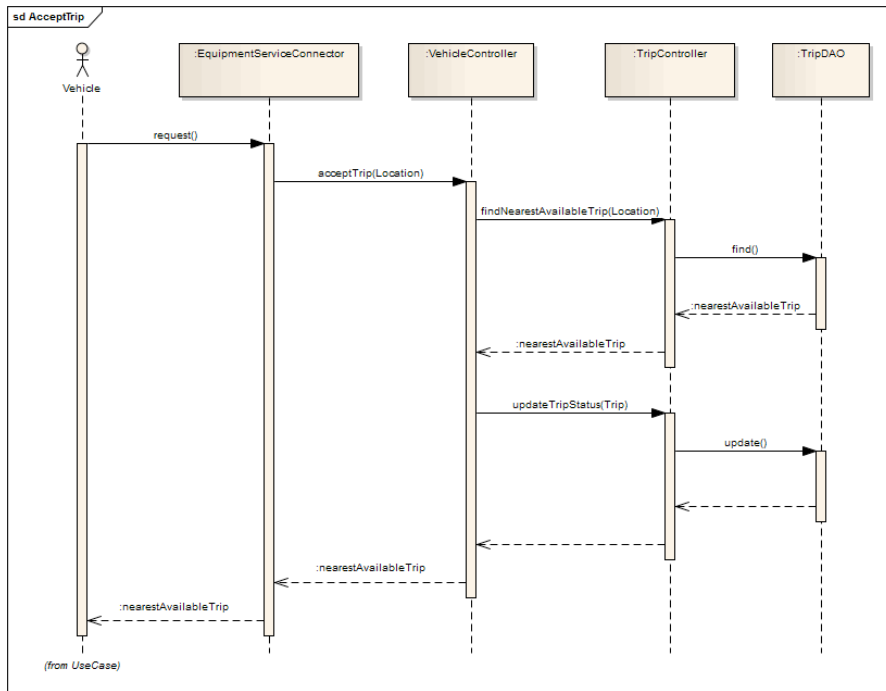 sd AcceptTrip
Vehicle
:EquipmentServiceConnector
:VehicleController
:TripController
:TripDAO
request()
acceptTrip(Location)
findNearestAvailableTrip(Location)
find()
:nearestAvailableTrip
:nearestAvailableTrip
updateTripStatus(Trip)
update()
:nearestAvailableTrip
:nearestAvailableTrip
(from UseCase)